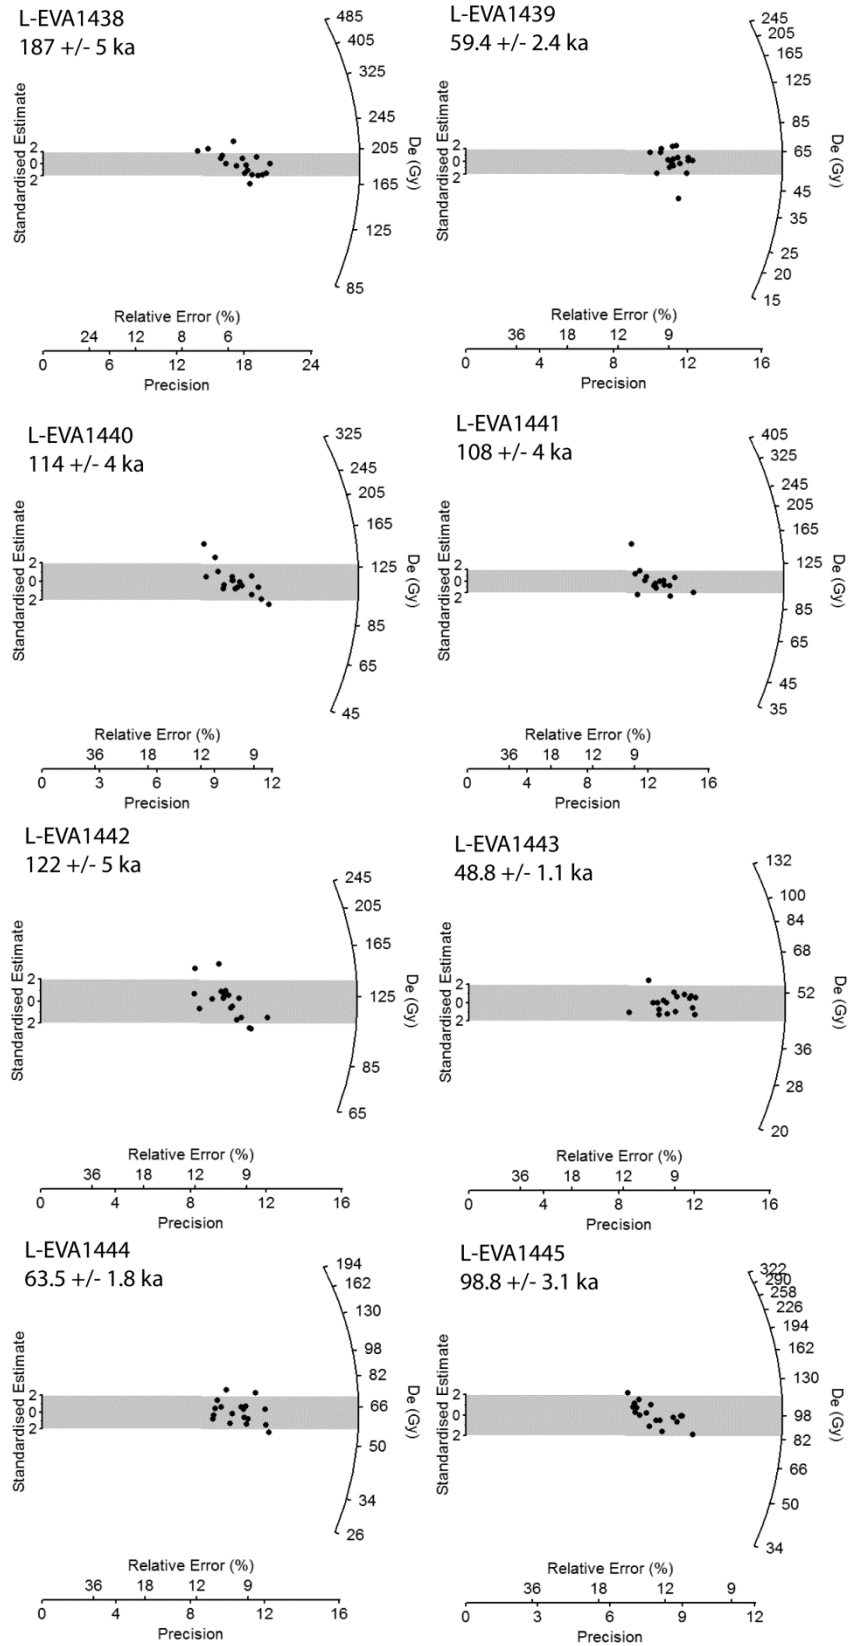 L-EVA1438
187 +/- 5 ka
Standardised Estimate
2
0
2
485
405
325
245
205
165
125
85
De (Gy)
Relative Error (%)
24 12 8 6
0 6 12 18 24
Precision
L-EVA1439
59.4 +/- 2.4 ka
Standardised Estimate
2
0
2
245
205
165
125
85
65
45
35
25
20
15
De (Gy)
Relative Error (%)
36 18 12 9
0 4 8 12 16
Precision
L-EVA1440
114 +/- 4 ka
Standardised Estimate
2
0
2
325
245
205
165
125
85
65
45
De (Gy)
Relative Error (%)
36 18 12 9
0 3 6 9 12
Precision
L-EVA1441
108 +/- 4 ka
Standardised Estimate
2
0
2
405
325
245
205
165
125
85
65
45
35
De (Gy)
Relative Error (%)
36 18 12 9
0 4 8 12 16
Precision
L-EVA1442
122 +/- 5 ka
Standardised Estimate
2
0
2
245
205
165
125
85
65
De (Gy)
Relative Error (%)
36 18 12 9
0 4 8 12 16
Precision
L-EVA1443
48.8 +/- 1.1 ka
Standardised Estimate
2
0
2
132
100
84
68
52
36
28
20
De (Gy)
Relative Error (%)
36 18 12 9
0 4 8 12 16
Precision
L-EVA1444
63.5 +/- 1.8 ka
Standardised Estimate
2
0
2
194
162
130
98
82
66
50
34
26
De (Gy)
Relative Error (%)
36 18 12 9
0 4 8 12 16
Precision
L-EVA1445
98.8 +/- 3.1 ka
Standardised Estimate
2
0
2
322
290
258
226
194
162
130
98
82
66
50
34
De (Gy)
Relative Error (%)
36 18 12 9
0 3 6 9 12
Precision